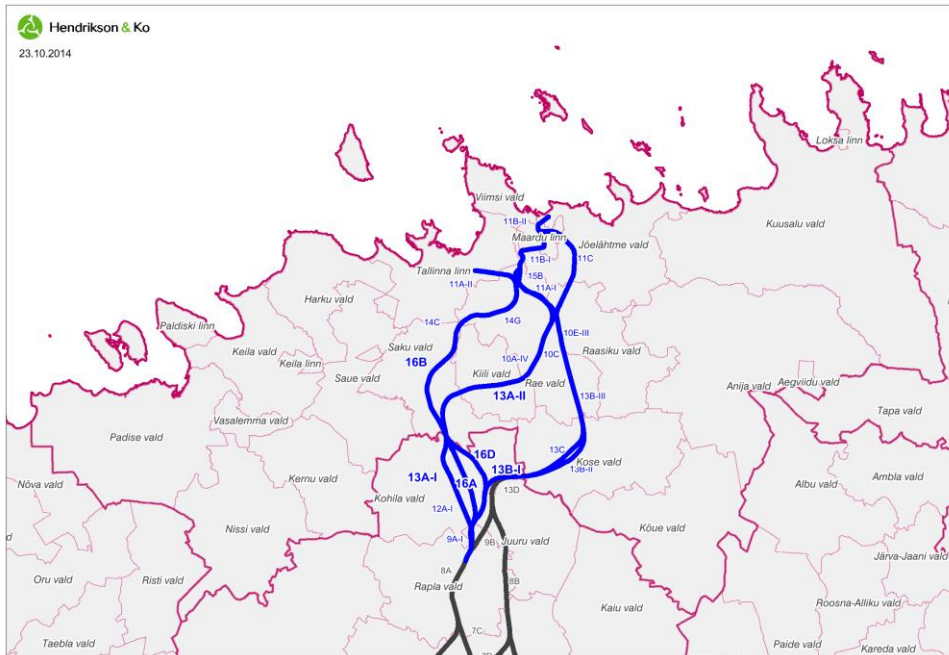 Hendrikson & Ko
23.10.2014
Loksa linn
Viimsi vald
Kuusalu vald
11B-II
Maardu linn
Jõelähtme vald
11B-I
11C
Tallinna linn
15B
11A-II
11A-I
Harku vald
Paldiski linn
14C
14G
10E-III
Saku vald
Raasiku vald
Keila vald
10C
Keila linn
16B
10A-IV
Saue vald
Kiili vald
Rae vald
Aegviidu vald
Anija vald
13A-II
13B-III
Vasalemma vald
Tapa vald
Padise vald
16D
13C
Kose vald
13B-I
13B-II
13A-I
16A
Kernu vald
Ambla vald
Nõva vald
13D
Albu vald
Kohila vald
12A-I
Nissi vald
Kõue vald
9A-I
9B
Juuru vald
Järva-Jaani vald
8A
Oru vald
Risti vald
8B
Rapla vald
Roosna-Alliku vald
Kaiu vald
7C
Taebla vald
Paide vald
Kareda vald